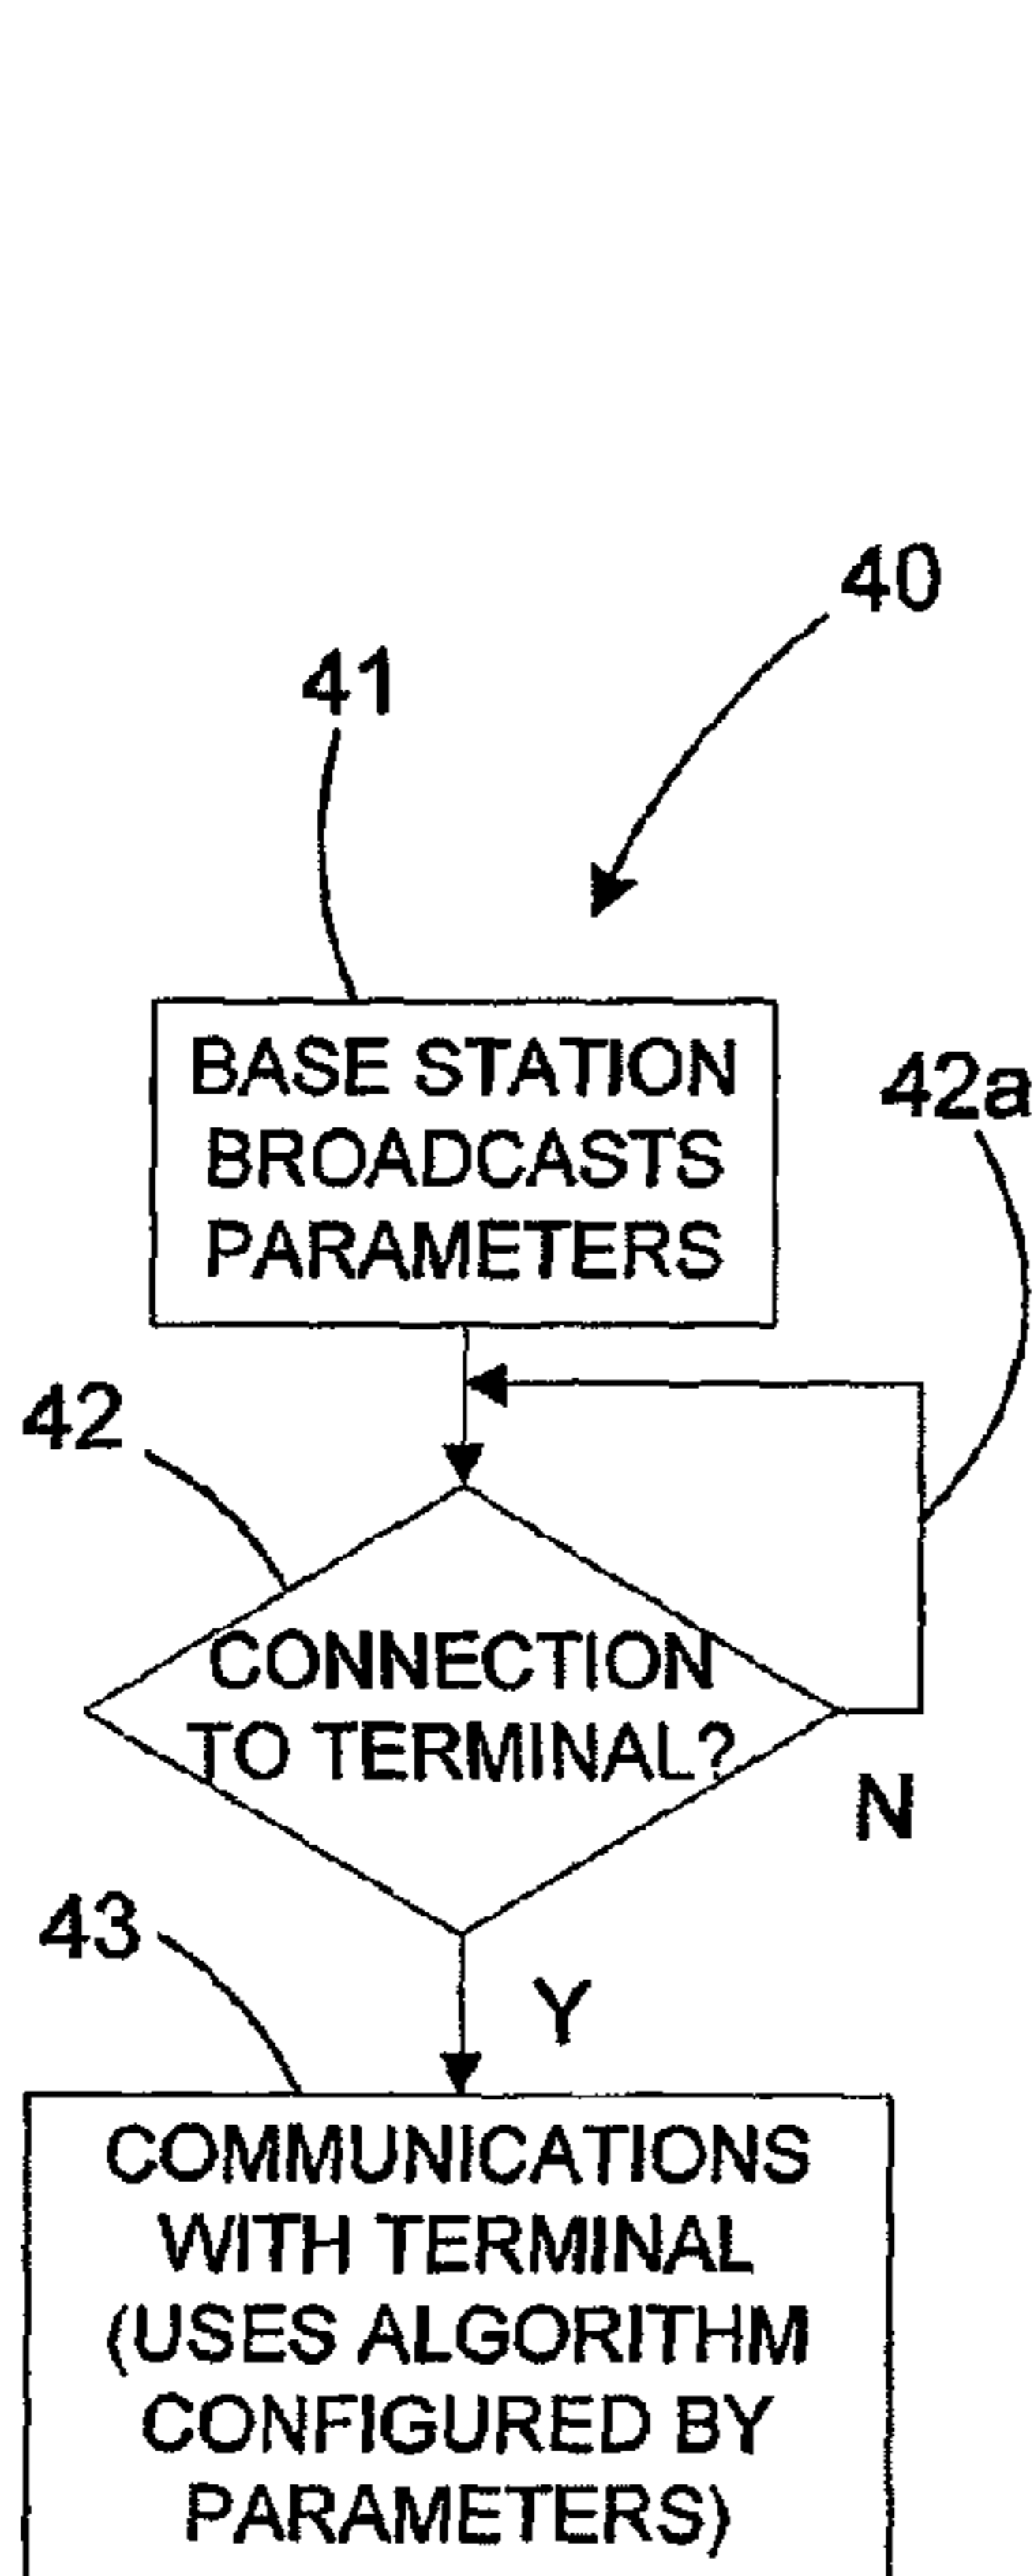 40
41
BASE STATION
BROADCASTS
PARAMETERS
42a
42
CONNECTION
TO TERMINAL?
N
43
Y
COMMUNICATIONS
WITH TERMINAL
(USES ALGORITHM
CONFIGURED BY
PARAMETERS)